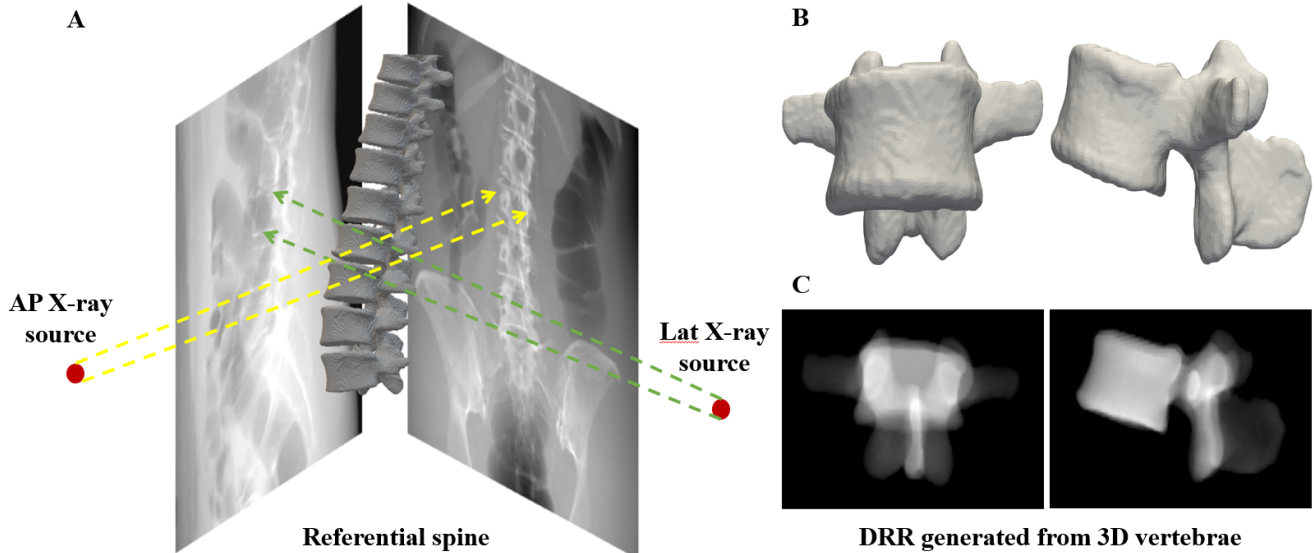 A
B
AP X-ray
source
Lat X-ray
source
C
Referential spine
DRR generated from 3D vertebrae